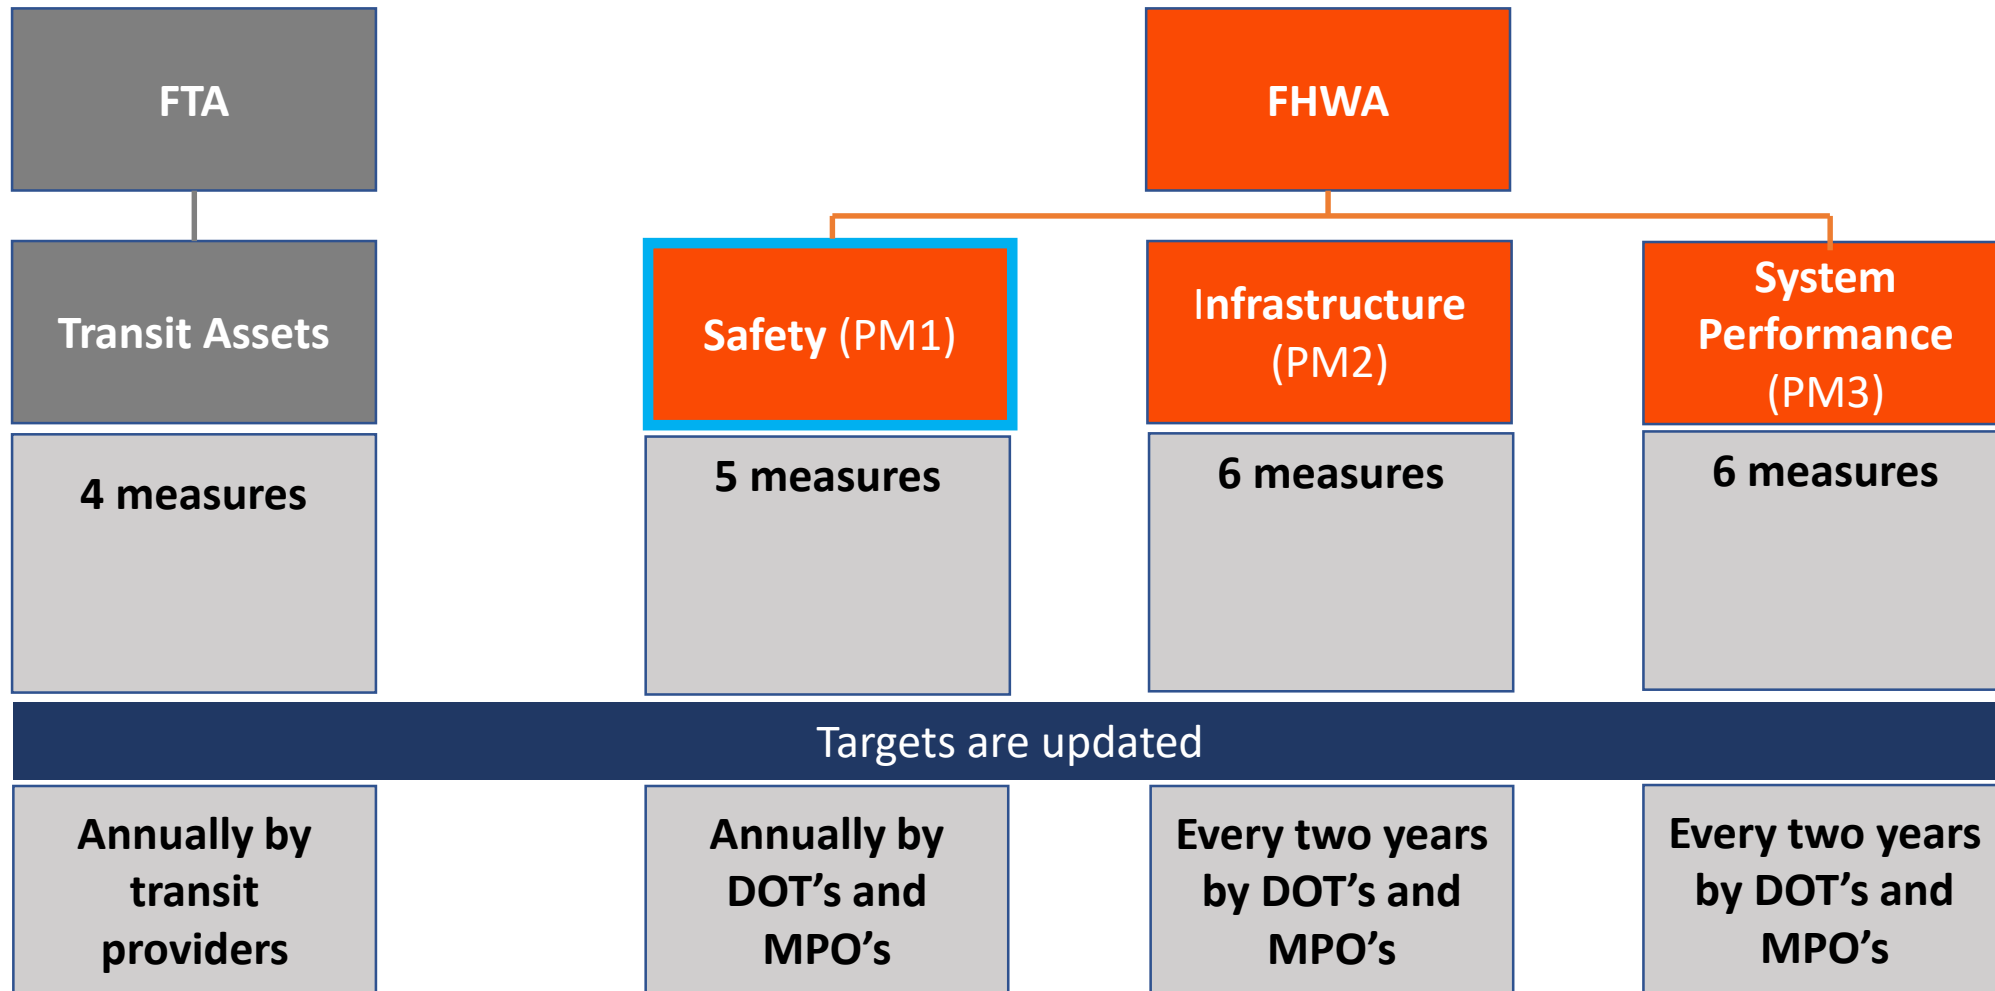 FTA
FHWA
Transit Assets
Safety (PM1)
Infrastructure
(PM2)
System
Performance
(PM3)
4 measures
5 measures
6 measures
6 measures
Targets are updated
Annually by
transit
providers
Annually by
DOT’s and
MPO’s
Every two years
by DOT’s and
MPO’s
Every two years
by DOT’s and
MPO’s